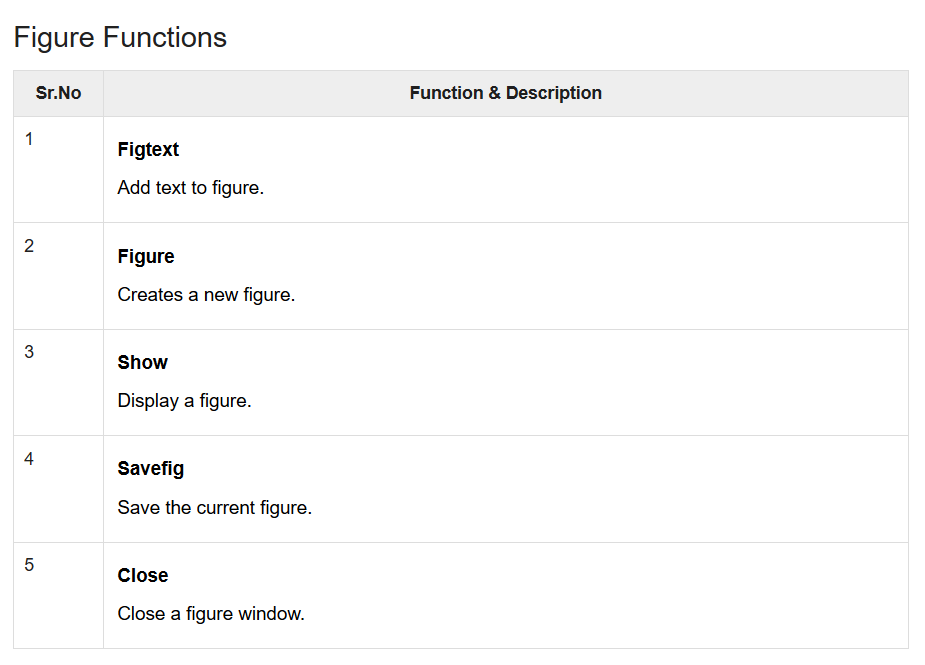 Figure Functions
Sr.No Function & Description
1
Figtext
Add text to figure.
2
Figure
Creates a new figure.
3
Show
Display a figure.
4
Savefig
Save the current figure.
5
Close
Close a figure window.